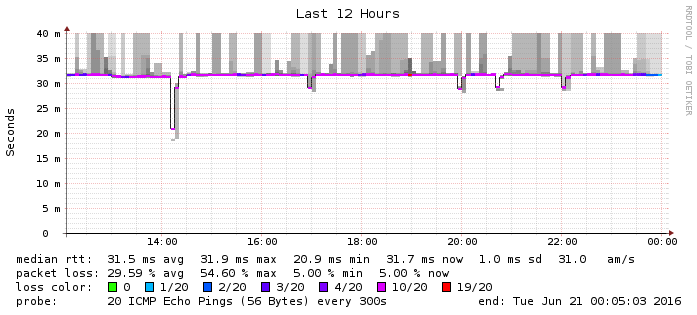 Last 12 Hours
RRDTOOL / TOBI OETIKER
Seconds
40 m
35 m
30 m
25 m
20 m
15 m
10 m
5 m
0
14:00 16:00 18:00 20:00 22:00 00:00
median rtt: 31.5 ms avg 31.9 ms max 20.9 ms min 31.7 ms now 1.0 ms sd 31.0 am/s
packet loss: 29.59 % avg 54.60 % max 5.00 % min 5.00 % now
loss color: 0 1/20 2/20 3/20 4/20 10/20 19/20
probe: 20 ICMP Echo Pings (56 Bytes) every 300s end: Tue Jun 21 00:05:03 2016